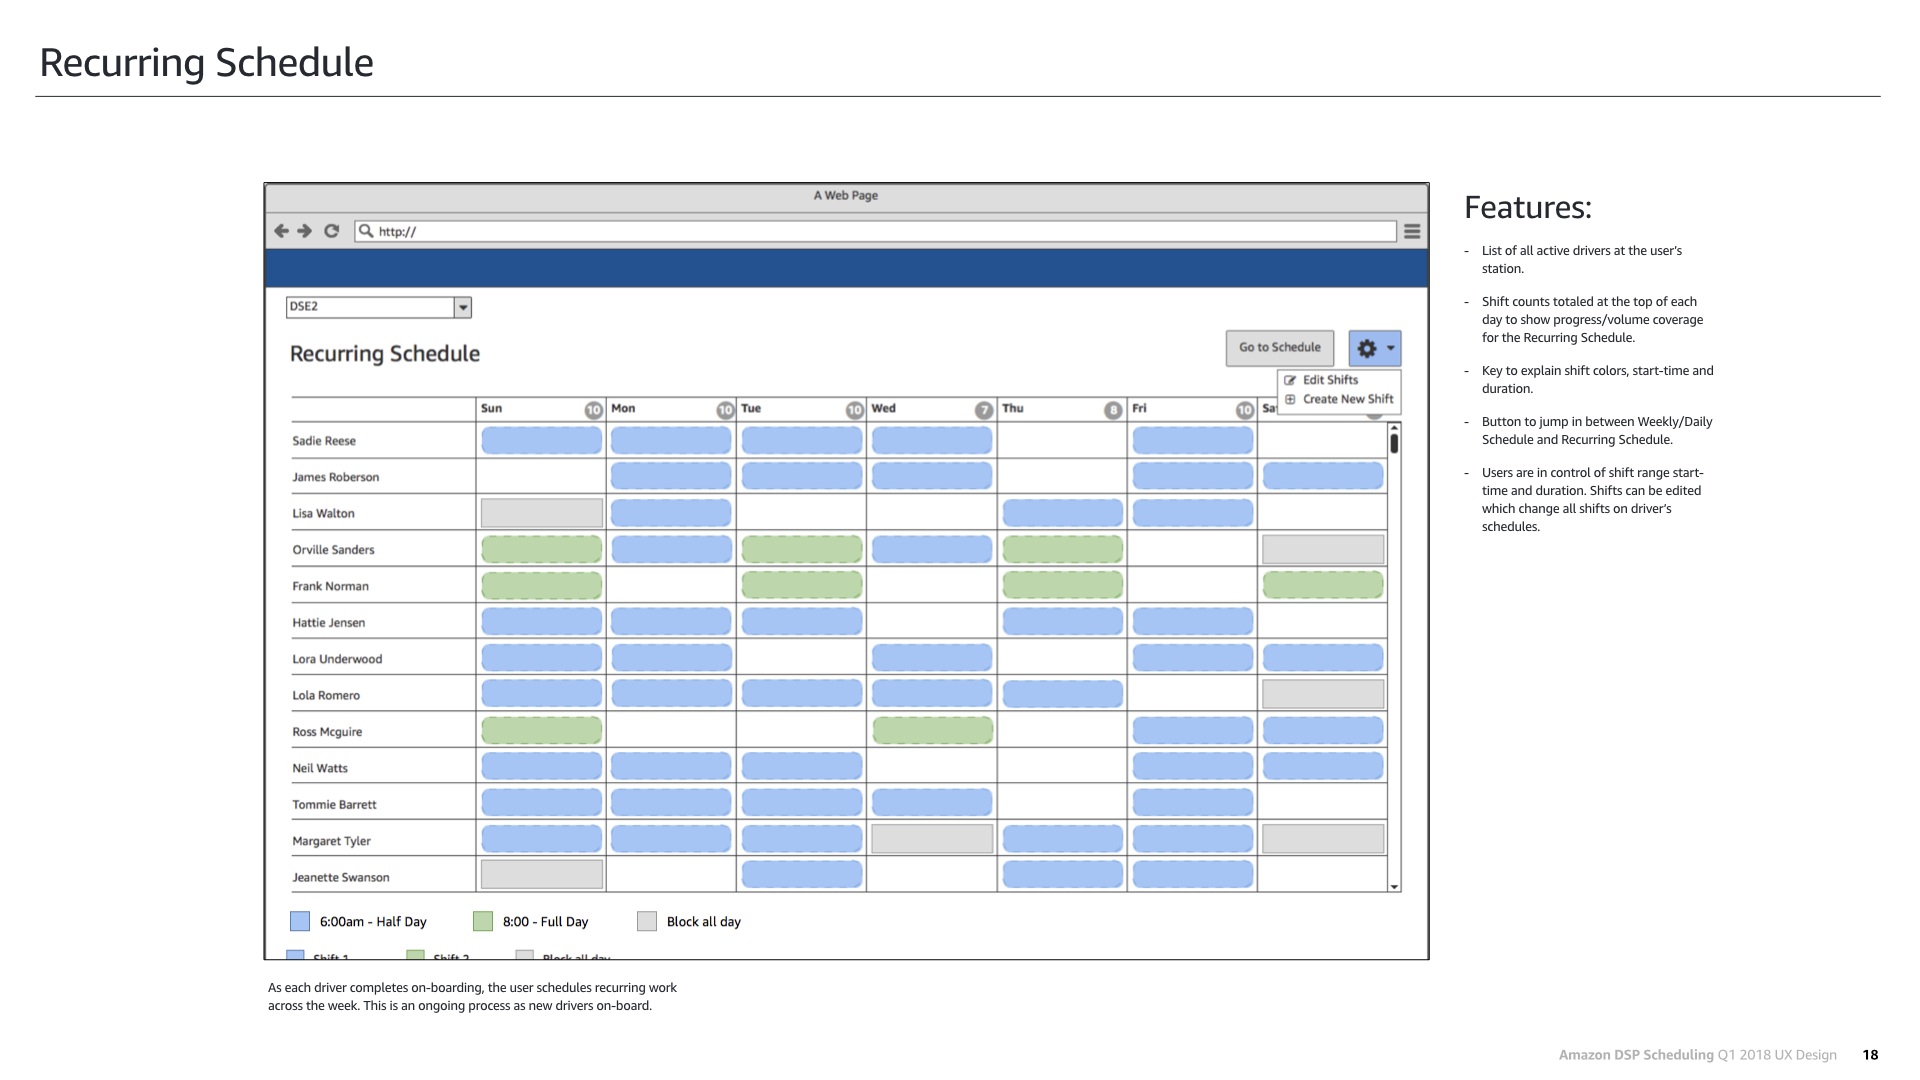 Recurring Schedule
A Web Page
http://
DSE2
Recurring Schedule
Go to Schedule
Edit Shifts
Create New Shift
Sun 10 Mon 10 Tue 10 Wed 7 Thu 8 Fri 10 Sa
Sadie Reese
James Roberson
Lisa Walton
Orville Sanders
Frank Norman
Hattie Jensen
Lora Underwood
Lola Romero
Ross Mcguire
Neil Watts
Tommie Barrett
Margaret Tyler
Jeanette Swanson
6:00am - Half Day 8:00 - Full Day Block all day
Shift 1 Shift 2 Block all day
As each driver completes on-boarding, the user schedules recurring work
across the week. This is an ongoing process as new drivers on-board.
Features:
- List of all active drivers at the user's
station.
- Shift counts totaled at the top of each
day to show progress/volume coverage
for the Recurring Schedule.
- Key to explain shift colors, start-time and
duration.
- Button to jump in between Weekly/Daily
Schedule and Recurring Schedule.
- Users are in control of shift range start-
time and duration. Shifts can be edited
which change all shifts on driver's
schedules.
Amazon DSP Scheduling Q1 2018 UX Design 18